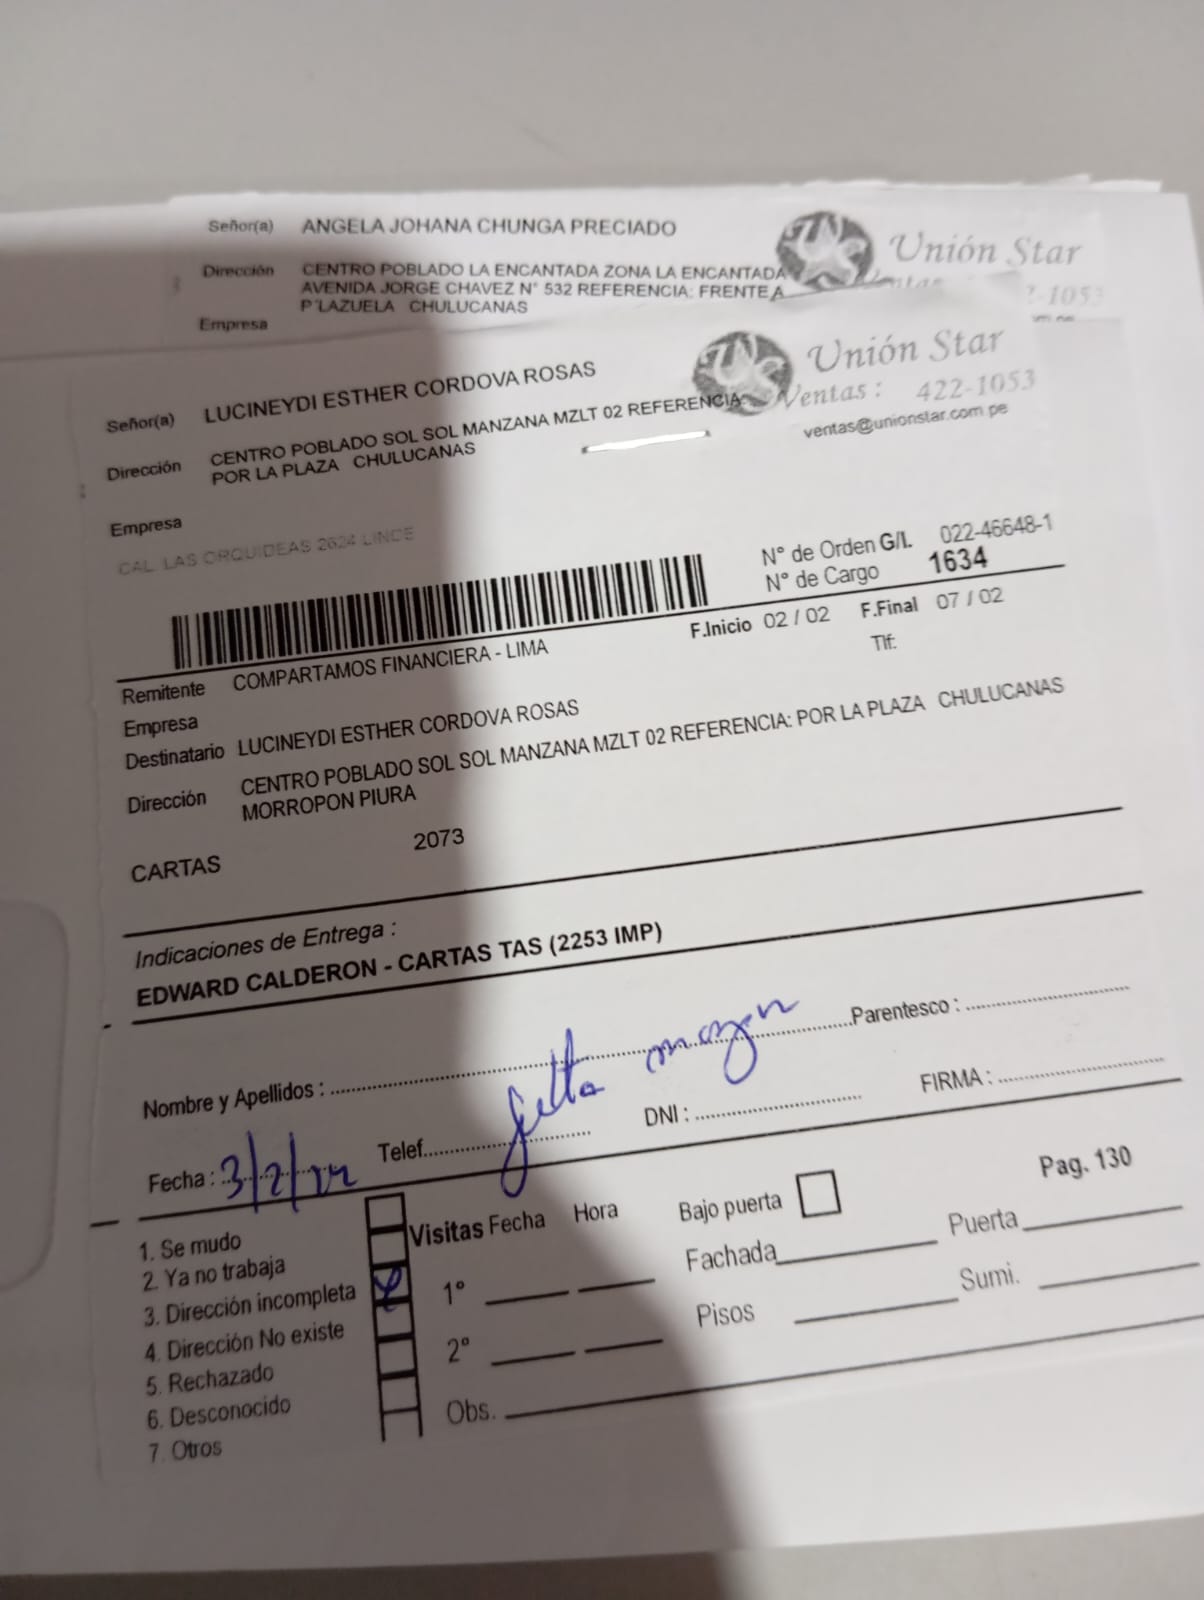 Señor(a) ANGELA JOHANA CHUNGA PRECIADO
Unión Star
Dirección CENTRO POBLADO LA ENCANTADA ZONA LA ENCANTADA
AVENIDA JORGE CHAVEZ N° 532 REFERENCIA: FRENTE A
P´LAZUELA CHULUCANAS
-1053
Empresa
Señor(a) LUCINEYDI ESTHER CORDOVA ROSAS
Unión Star
Ventas : 422-1053
ventas@unionstar.com.pe
Dirección CENTRO POBLADO SOL SOL MANZANA MZLT 02 REFERENCIA:
POR LA PLAZA CHULUCANAS
Empresa
CAL. LAS ORQUIDEAS 2624 LINCE
N° de Orden G/I. 022-46648-1
N° de Cargo 1634
F.Inicio 02 / 02 F.Final 07 / 02
Tlf:
Remitente COMPARTAMOS FINANCIERA - LIMA
Empresa
Destinatario LUCINEYDI ESTHER CORDOVA ROSAS
Dirección CENTRO POBLADO SOL SOL MANZANA MZLT 02 REFERENCIA: POR LA PLAZA CHULUCANAS
MORROPON PIURA
CARTAS 2073
Indicaciones de Entrega :
EDWARD CALDERON - CARTAS TAS (2253 IMP)
Nombre y Apellidos : Parentesco :
falta
Fecha : 3/2/ Telef. DNI : FIRMA :
Pag. 130
1. Se mudo
2. Ya no trabaja
3. Dirección incompleta
4. Dirección No existe
5. Rechazado
6. Desconocido
7. Otros
Visitas Fecha Hora
1º
2º
Obs.
Bajo puerta
Fachada Puerta
Pisos Sumi.